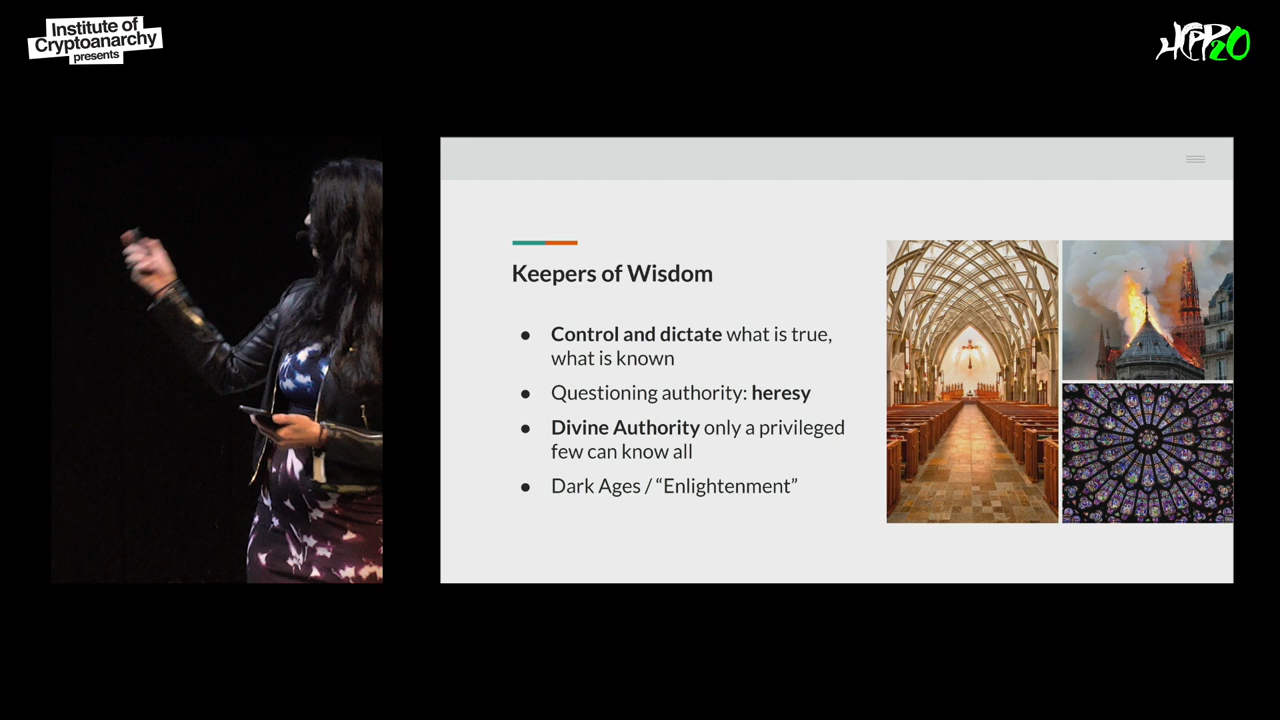 Institute of
Cryptoanarchy
presents
HCPP20
Keepers of Wisdom
● Control and dictate what is true,
what is known
● Questioning authority: heresy
● Divine Authority only a privileged
few can know all
● Dark Ages / “Enlightenment”